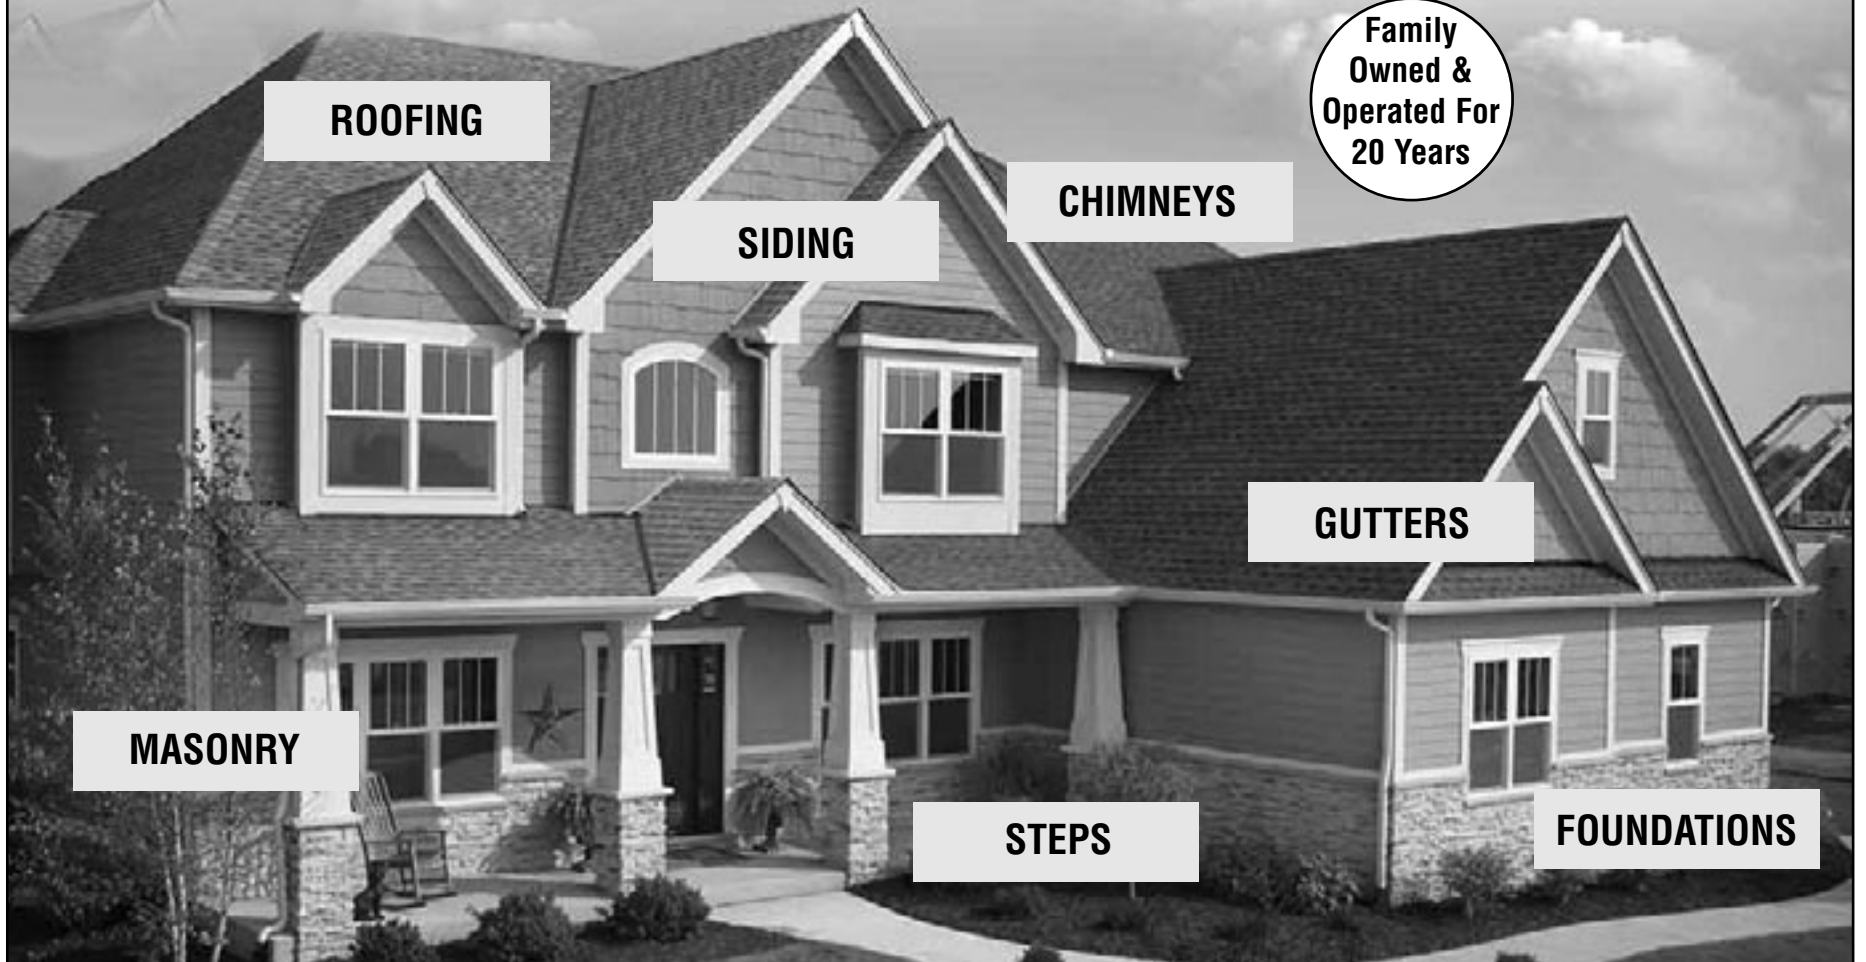 Family
Owned &
Operated For
20 Years
ROOFING
CHIMNEYS
SIDING
GUTTERS
MASONRY
STEPS
FOUNDATIONS